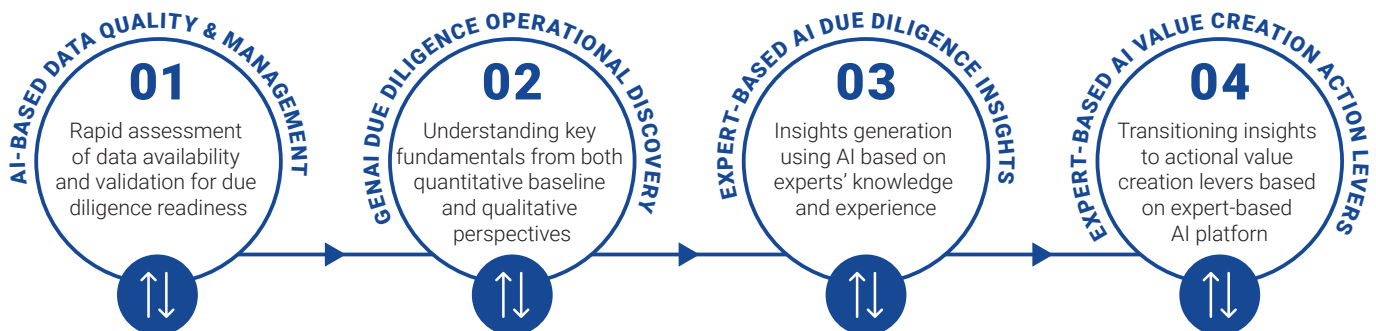 AI-BASED DATA QUALITY & MANAGEMENT
01
Rapid assessment
of data availability
and validation for due
diligence readiness
GENAI DUE DILIGENCE OPERATIONAL DISCOVERY
02
Understanding key
fundamentals from both
quantitative baseline
and qualitative
perspectives
EXPERT-BASED AI DUE DILIGENCE INSIGHTS
03
Insights generation
using AI based on
experts’ knowledge
and experience
EXPERT-BASED AI VALUE CREATION ACTION LEVERS
04
Transitioning insights
to actional value
creation levers based
on expert-based
AI platforn